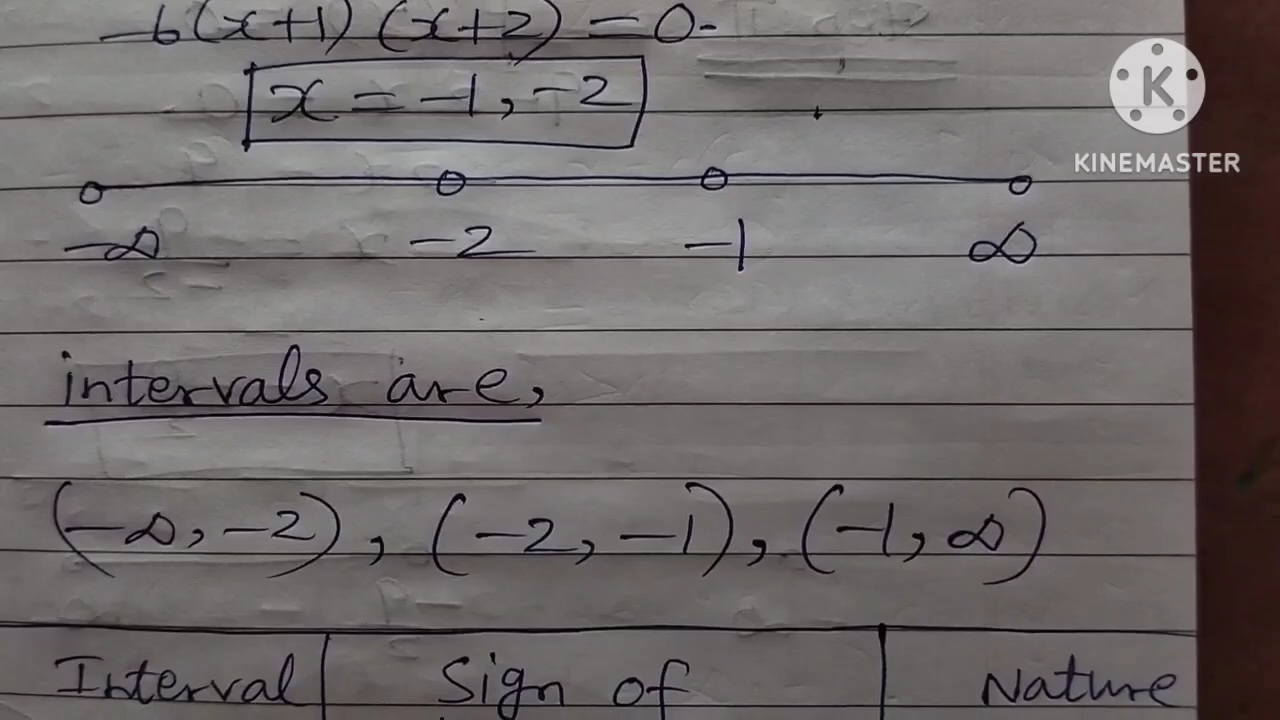 -6(x+1) (x+2) = 0
x = -1, -2
KINEMASTER
-∞ -2 -1 ∞
intervals are,
(-∞, -2), (-2, -1), (-1, ∞)
Interval Sign of Nature